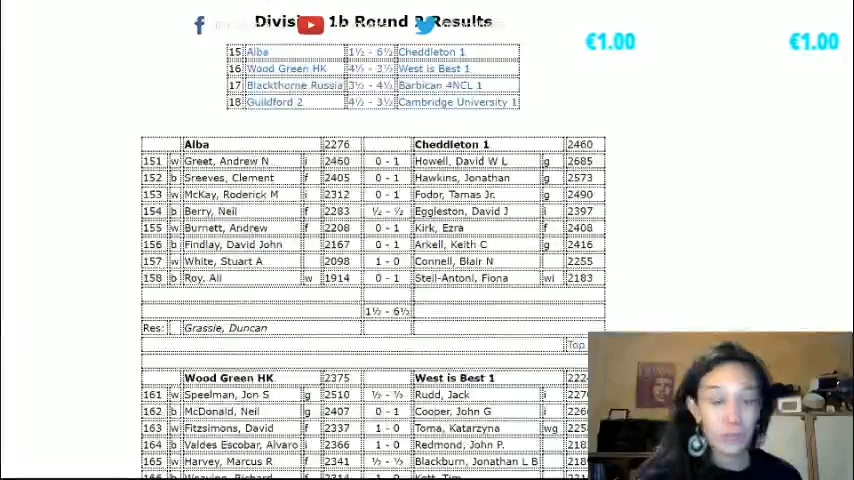 Division 1b Round 2 Results
€1.00 €1.00
15 Alba 1½ - 6½ Cheddleton 1
16 Wood Green HK 4½ - 3½ West is Best 1
17 Blackthorne Russia 3½ - 4½ Barbican 4NCL 1
18 Guildford 2 4½ - 3½ Cambridge University 1
Alba 2276 Cheddleton 1 2460
151 w Greet, Andrew N i 2460 0 - 1 Howell, David W L g 2685
152 b Sreeves, Clement f 2405 0 - 1 Hawkins, Jonathan g 2573
153 w McKay, Roderick M i 2312 0 - 1 Fodor, Tamas Jr. g 2490
154 b Berry, Neil f 2283 ½ - ½ Eggleston, David J i 2397
155 w Burnett, Andrew f 2208 0 - 1 Kirk, Ezra f 2408
156 b Findlay, David John 2167 0 - 1 Arkell, Keith C g 2416
157 w White, Stuart A 2098 1 - 0 Connell, Blair N 2255
158 b Roy, Ali w 1914 0 - 1 Steil-Antoni, Fiona wi 2183
1½ - 6½
Res: Grassie, Duncan
Top
Wood Green HK 2375 West is Best 1
161 w Speelman, Jon S g 2510 ½ - ½ Rudd, Jack i
162 b McDonald, Neil g 2407 0 - 1 Cooper, John G i
163 w Fitzsimons, David f 2337 1 - 0 Toma, Katarzyna wg
164 b Valdes Escobar, Alvaro i 2366 1 - 0 Redmond, John P.
165 w Harvey, Marcus R f 2341 ½ - ½ Blackburn, Jonathan L B